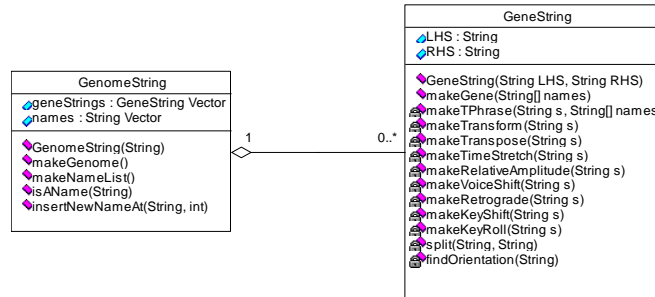 GenomeString
geneStrings : GeneString Vector
names : String Vector
GenomeString(String)
makeGenome()
makeNameList()
isAName(String)
insertNewNameAt(String, int)
1
0..*
GeneString
LHS : String
RHS : String
GeneString(String LHS, String RHS)
makeGene(String[] names)
makeTPhrase(String s, String[] names
makeTransform(String s)
makeTranspose(String s)
makeTimeStretch(String s)
makeRelativeAmplitude(String s)
makeVoiceShift(String s)
makeRetrograde(String s)
makeKeyShift(String s)
makeKeyRoll(String s)
split(String, String)
findOrientation(String)